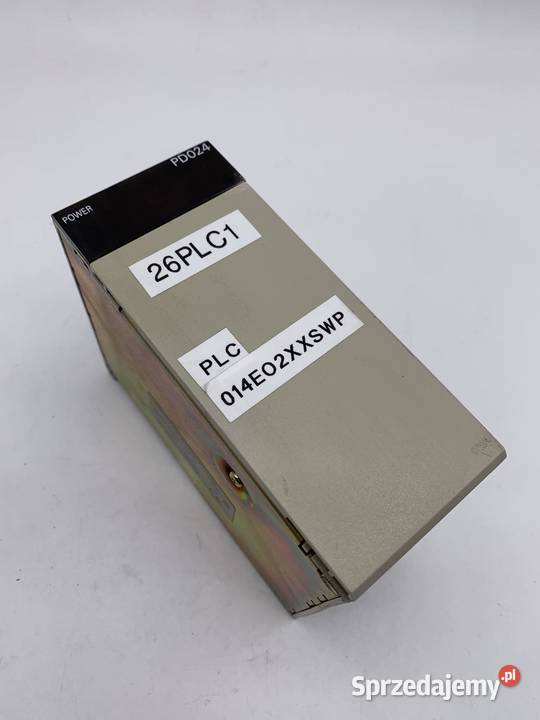 PD024
POWER
26PLC1
PLC
014EO2XXSWP
Sprzedajemy.pl